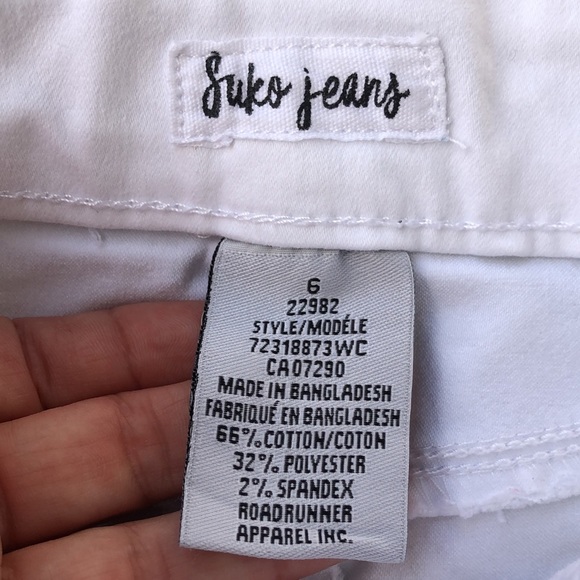 Suko jeans
6
22982
STYLE/MODÉLE
72318873WC
CA07290
MADE IN BANGLADESH
FABRIQUÉ EN BANGLADESH
66% COTTON/COTON
32% POLYESTER
2% SPANDEX
ROADRUNNER
APPAREL INC.